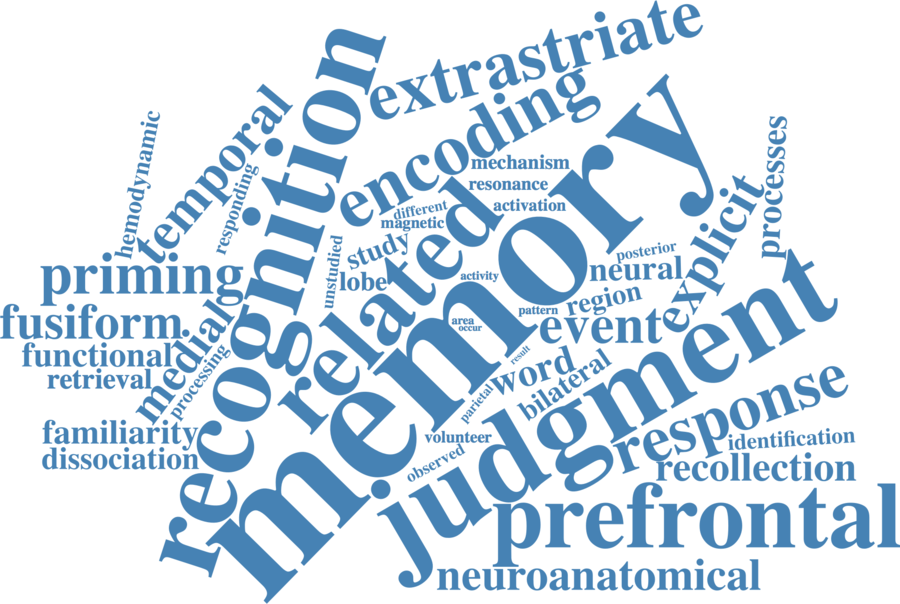 extrastriate
recognition
encoding
memory
temporal
hemodynamic
responding
mechanism
resonance
activation
different
magnetic
processes
explicit
related
study
unstudied
lobe
priming
posterior
neural
activity
region
pattern
event
area
occur
fusiform
medial
functional
retrieval
processing
result
word
bilateral
parietal
judgment
response
familiarity
dissociation
volunteer
observed
identification
recollection
prefrontal
neuroanatomical